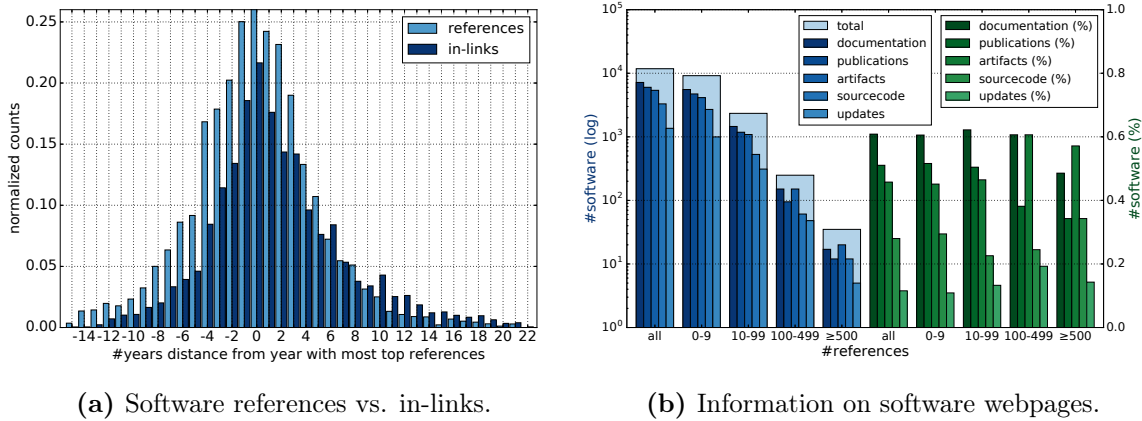 0.25
0.20
0.15
0.10
0.05
0.00
normalized counts
references
in-links
-14 -12 -10 -8 -6 -4 -2 0 2 4 6 8 10 12 14 16 18 20 22
#years distance from year with most top references
(a) Software references vs. in-links.
10^5
10^4
10^3
10^2
10^1
10^0
#software (log)
total
documentation
publications
artifacts
sourcecode
updates
documentation (%)
publications (%)
artifacts (%)
sourcecode (%)
updates (%)
1.0
0.8
0.6
0.4
0.2
0.0
#software (%)
all 0-9 10-99 100-499 ≥500 all 0-9 10-99 100-499 ≥500
#references
(b) Information on software webpages.